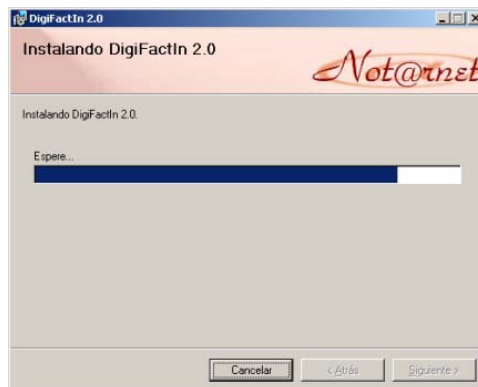 DigiFactIn 2.0
Instalando DigiFactIn 2.0
Not@rnet
Instalando DigiFactIn 2.0.
Espere...
Cancelar
< Atrás
Siguiente >